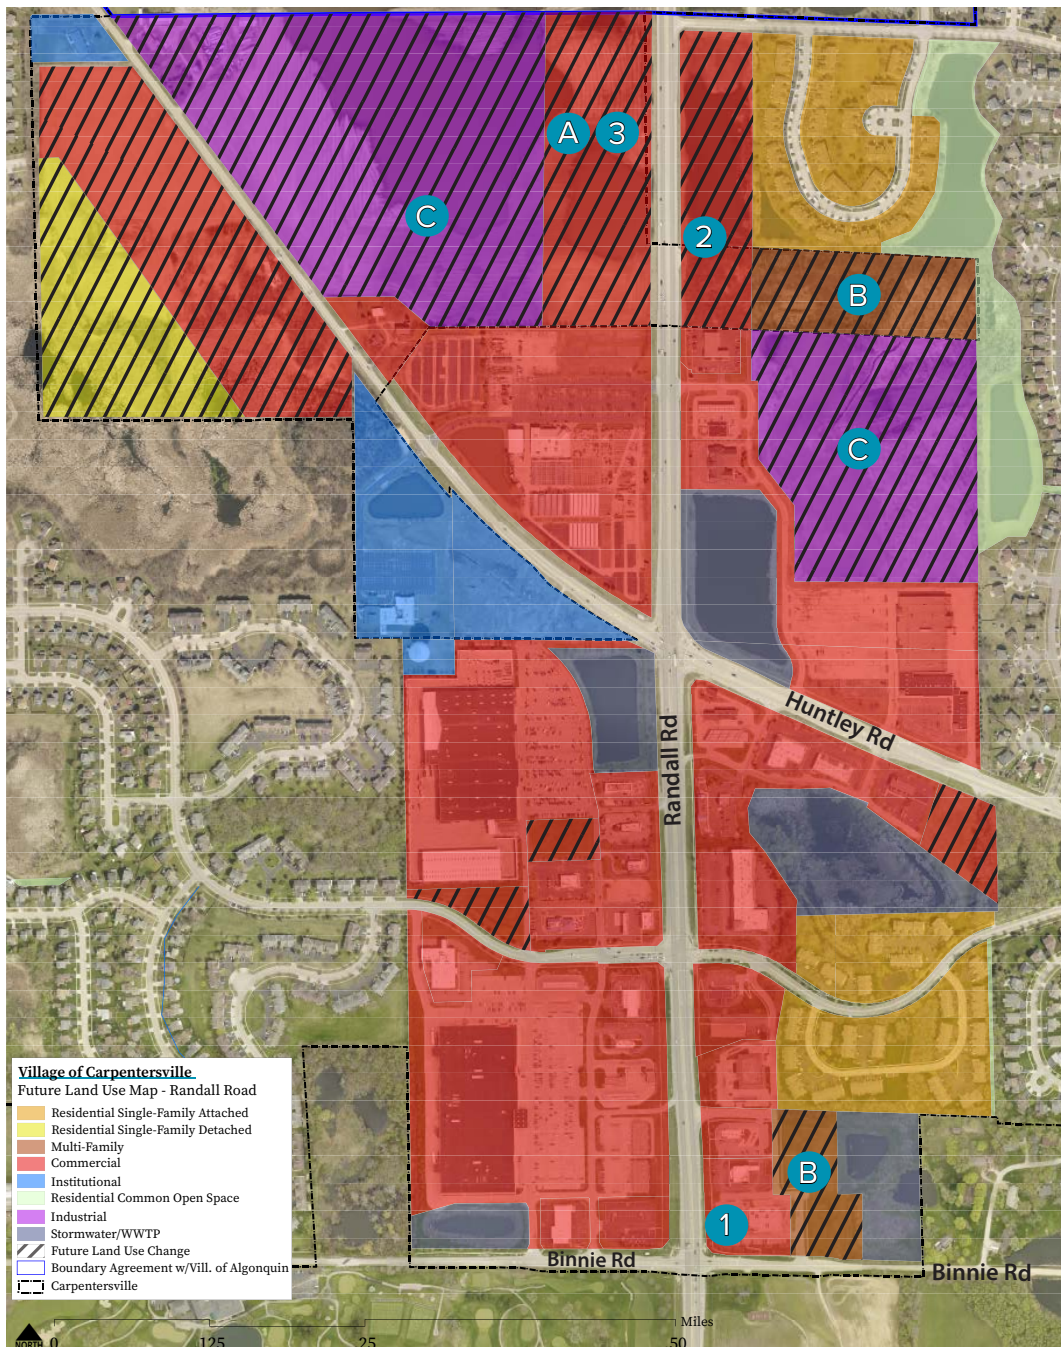 A
3
C
2
B
C
Huntley Rd
Randall Rd
Village of Carpentersville
Future Land Use Map - Randall Road
Residential Single-Family Attached
Residential Single-Family Detached
Multi-Family
Commercial
Institutional
Residential Common Open Space
Industrial
Stormwater/WWTP
Future Land Use Change
Boundary Agreement w/Vill. of Algonquin
Carpentersville
B
1
Binnie Rd
Binnie Rd
Miles
NORTH
0
125
25
50